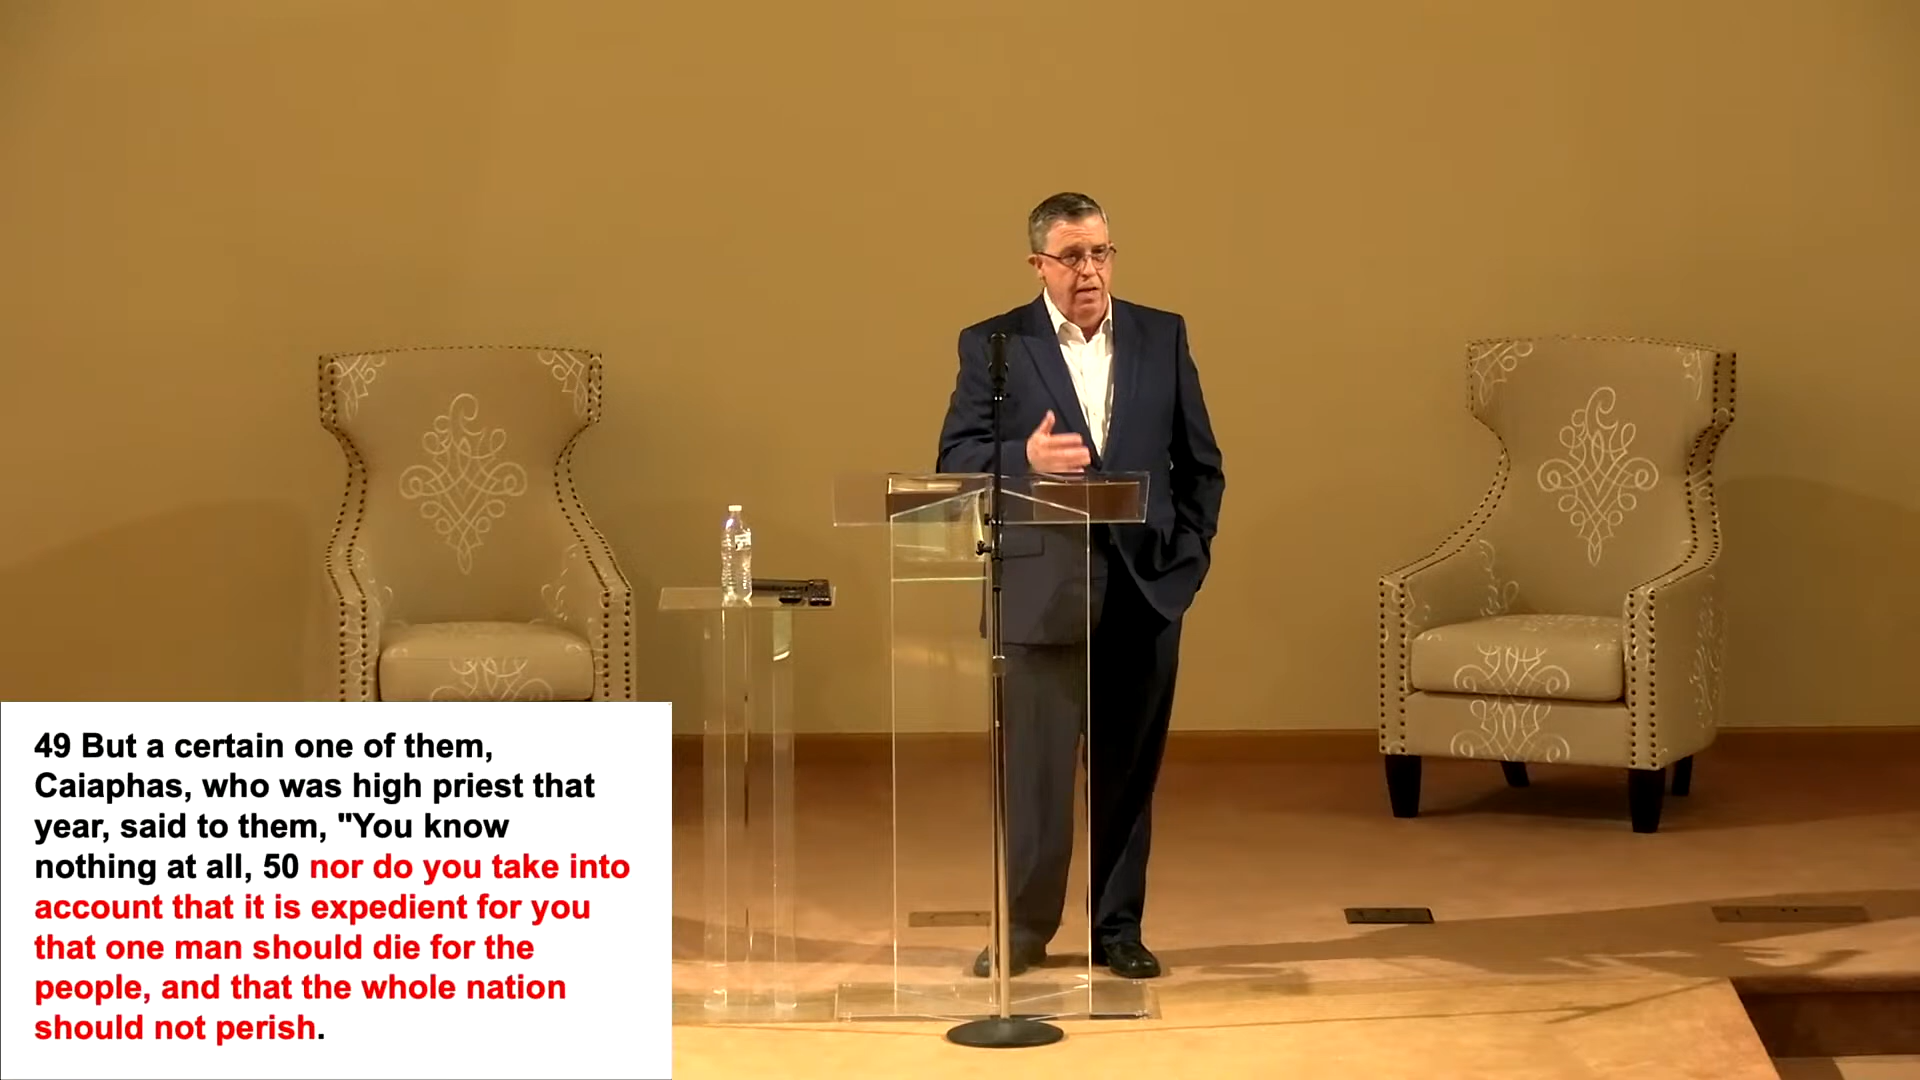 49 But a certain one of them,
Caiaphas, who was high priest that
year, said to them, "You know
nothing at all, 50 nor do you take into
account that it is expedient for you
that one man should die for the
people, and that the whole nation
should not perish.